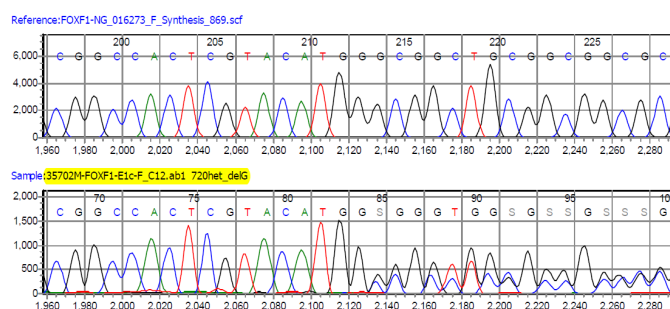 Reference:FOXF1-NG_016273_F_Synthesis_869.scf
200 205 210 215 220 225
C G G C C A C T C G T A C A T G G G C G G C T G C G G C G G C G C
6,000
4,000
2,000
0
1,960 1,980 2,000 2,020 2,040 2,060 2,080 2,100 2,120 2,140 2,160 2,180 2,200 2,220 2,240 2,260 2,280
Sample:35702M-FOXF1-E1c-F_C12.ab1 720het_delG
2,000 70 75 80 85 90 95 10
C G G C C A C T C G T A C A T G G S G G G T G G S G S S G S S S G
1,500
1,000
500
0
1,960 1,980 2,000 2,020 2,040 2,060 2,080 2,100 2,120 2,140 2,160 2,180 2,200 2,220 2,240 2,260 2,280